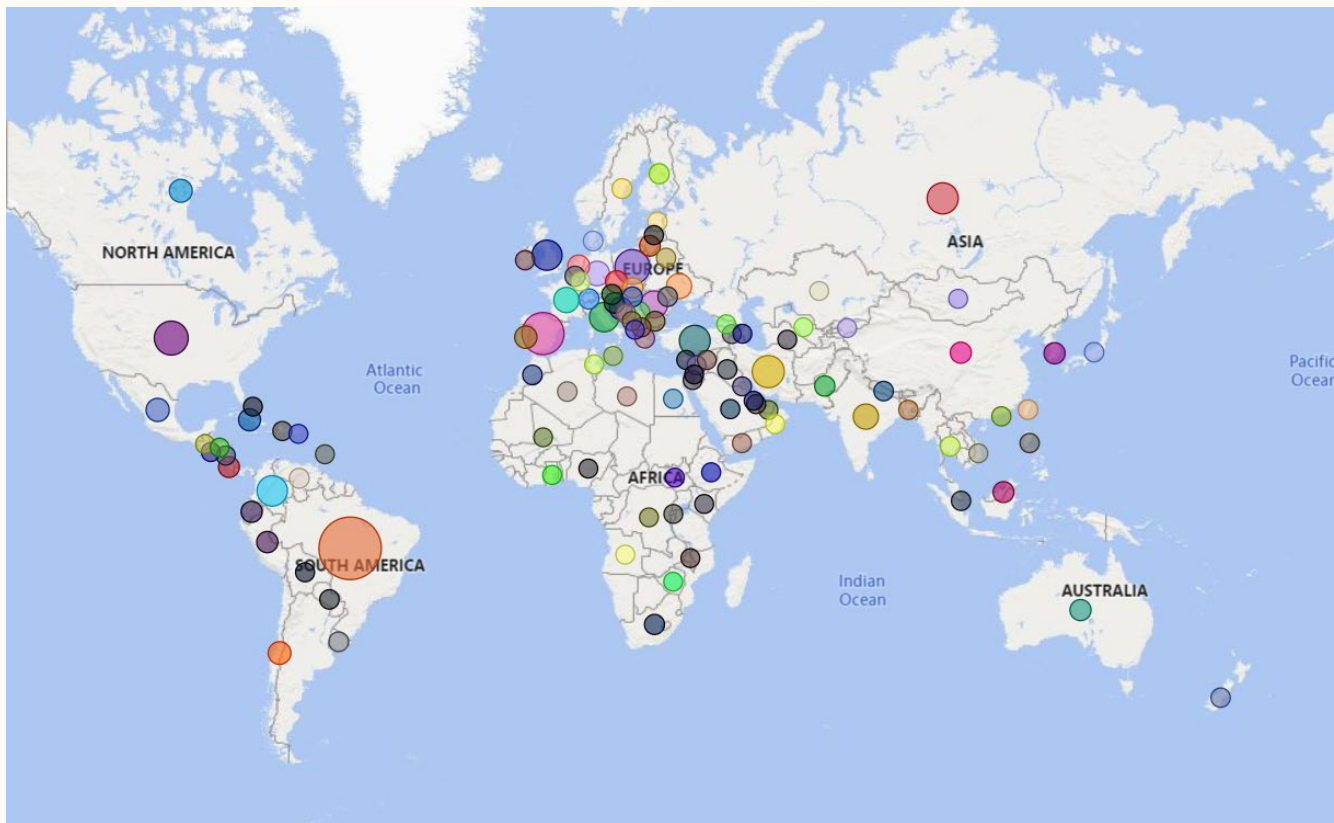 NORTH AMERICA
ASIA
EUROPE
Atlantic
Ocean
Pacific
Ocean
AFRICA
SOUTH AMERICA
Indian
Ocean
AUSTRALIA